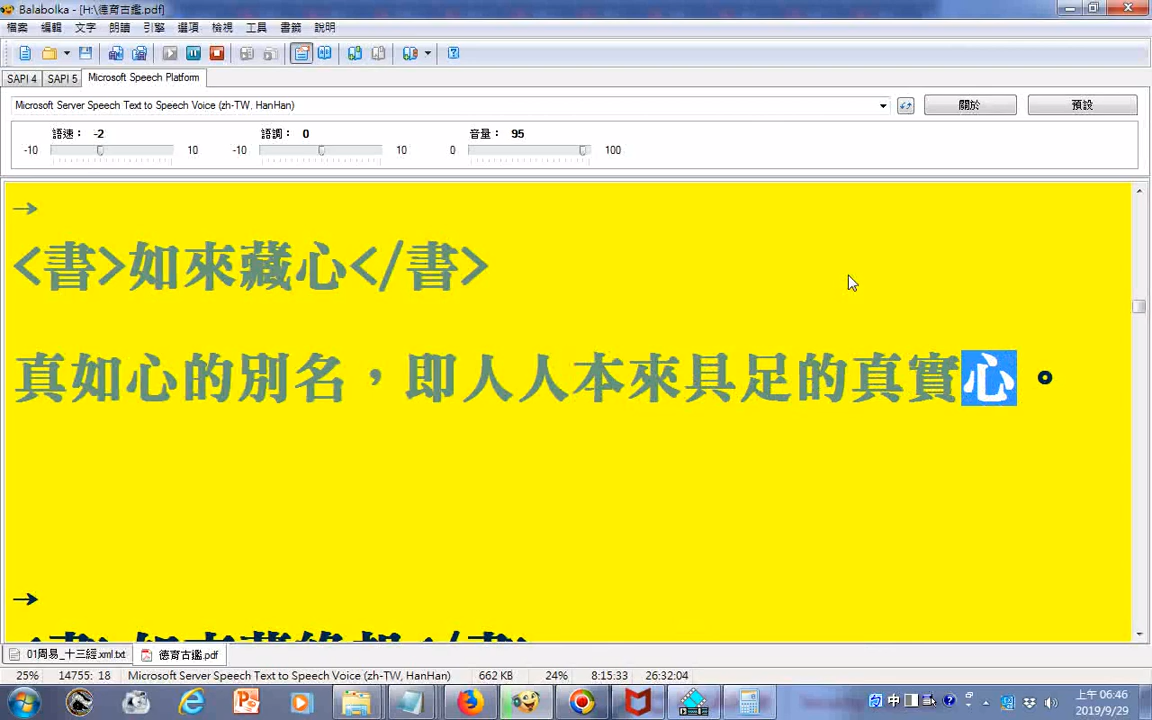 Balabolka - [H:\德育古鑑.pdf]
檔案 編輯 文字 朗讀 引擎 選項 檢視 工具 書籤 說明
SAPI 4 SAPI 5 Microsoft Speech Platform
Microsoft Server Speech Text to Speech Voice (zh-TW, HanHan) 關於 預設
語速： -2 語調： 0 音量： 95
-10 10 -10 10 0 100
→
<書>如來藏心</書>
真如心的別名，即人人本來具足的真實心。
→
01周易_十三經.xml.txt 德育古鑑.pdf
25% 14755: 18 Microsoft Server Speech Text to Speech Voice (zh-TW, HanHan) 662 KB 24% 8:15:33 26:32:04
中 上午 06:46
2019/9/29